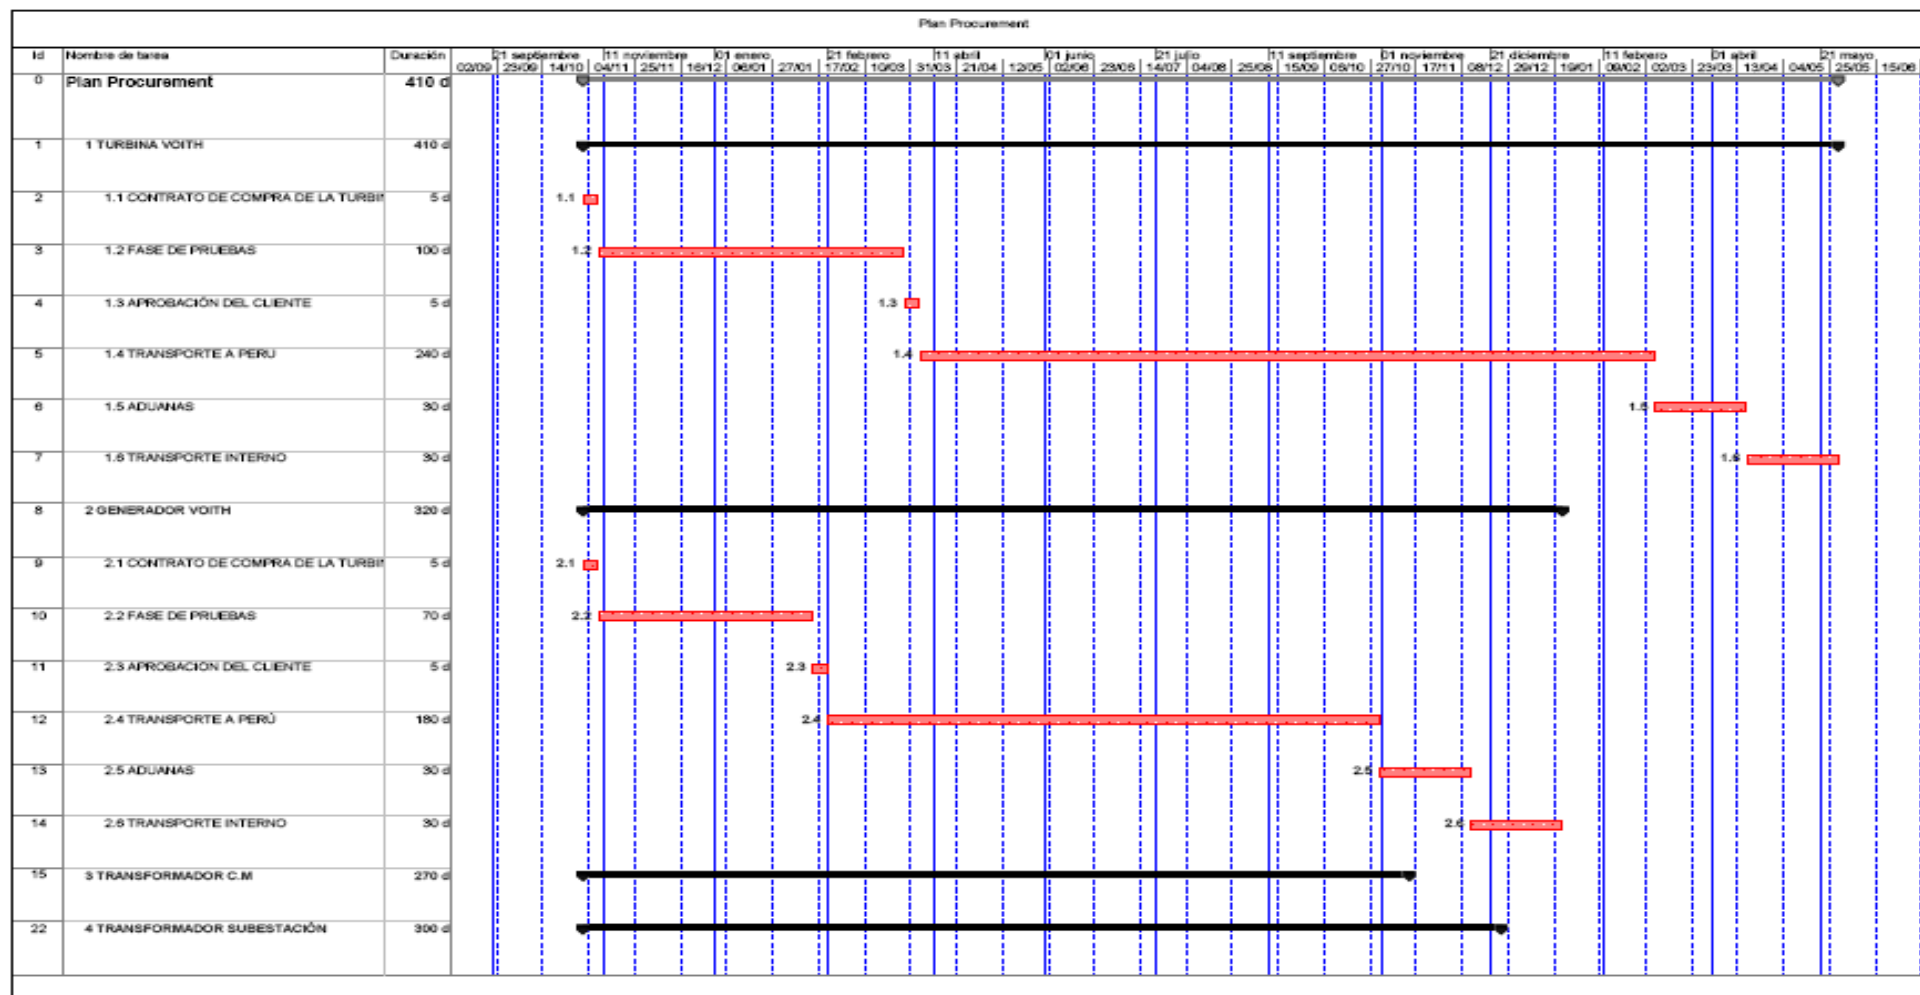 Plan Procurement
Id Nombre de tarea Duración 21 septiembre 11 noviembre 01 enero 21 febrero 11 abril 01 junio 21 julio 11 septiembre 01 noviembre 21 diciembre 11 febrero 01 abril 21 mayo
02/09 23/09 14/10 04/11 25/11 16/12 06/01 27/01 17/02 10/03 31/03 21/04 12/05 02/06 23/06 14/07 04/08 25/08 15/09 06/10 27/10 17/11 08/12 29/12 19/01 09/02 02/03 23/03 13/04 04/05 25/05 15/06
0 Plan Procurement 410 d
1 1 TURBINA VOITH 410 d
2 1.1 CONTRATO DE COMPRA DE LA TURBIN 5 d 1.1
3 1.2 FASE DE PRUEBAS 100 d 1.2
4 1.3 APROBACIÓN DEL CLIENTE 5 d 1.3
5 1.4 TRANSPORTE A PERU 240 d 1.4
6 1.5 ADUANAS 30 d 1.5
7 1.6 TRANSPORTE INTERNO 30 d 1.6
8 2 GENERADOR VOITH 320 d
9 2.1 CONTRATO DE COMPRA DE LA TURBIN 5 d 2.1
10 2.2 FASE DE PRUEBAS 70 d 2.2
11 2.3 APROBACION DEL CLIENTE 5 d 2.3
12 2.4 TRANSPORTE A PERÚ 180 d 2.4
13 2.5 ADUANAS 30 d 2.5
14 2.6 TRANSPORTE INTERNO 30 d 2.6
15 3 TRANSFORMADOR C.M 270 d
22 4 TRANSFORMADOR SUBESTACIÓN 300 d